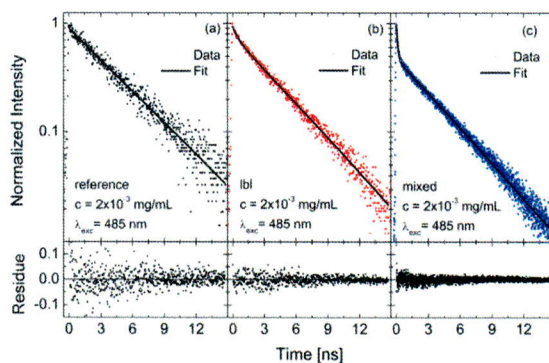 (a)
(b)
(c)
Data
Fit
Data
Fit
Data
Fit
Normalized Intensity
1
0.1
reference
c = 2x10⁻³ mg/mL
λexc = 485 nm
lbl
c = 2x10⁻³ mg/mL
λexc = 485 nm
mixed
c = 2x10⁻³ mg/mL
λexc = 485 nm
Residue
0.1
0.0
-0.1
0 3 6 9 12
0 3 6 9 12
0 3 6 9 12
Time [ns]